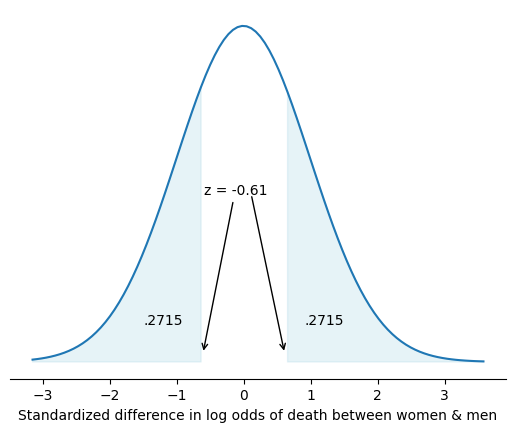 z = -0.61
.2715 .2715
−3 −2 −1 0 1 2 3
Standardized difference in log odds of death between women & men